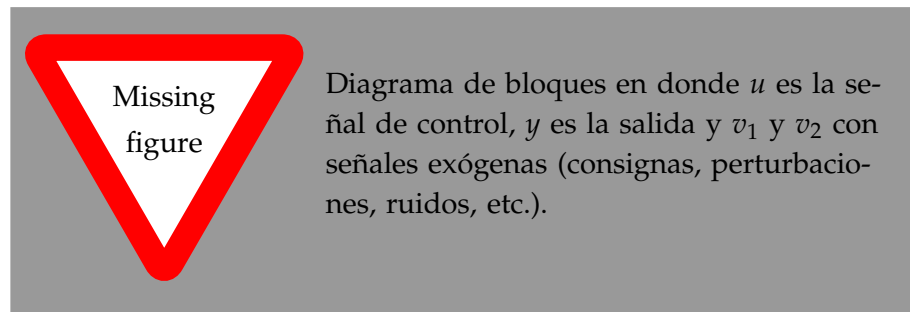 Missing
figure
Diagrama de bloques en donde u es la se-
ñal de control, y es la salida y v₁ y v₂ con
señales exógenas (consignas, perturbacio-
nes, ruidos, etc.).